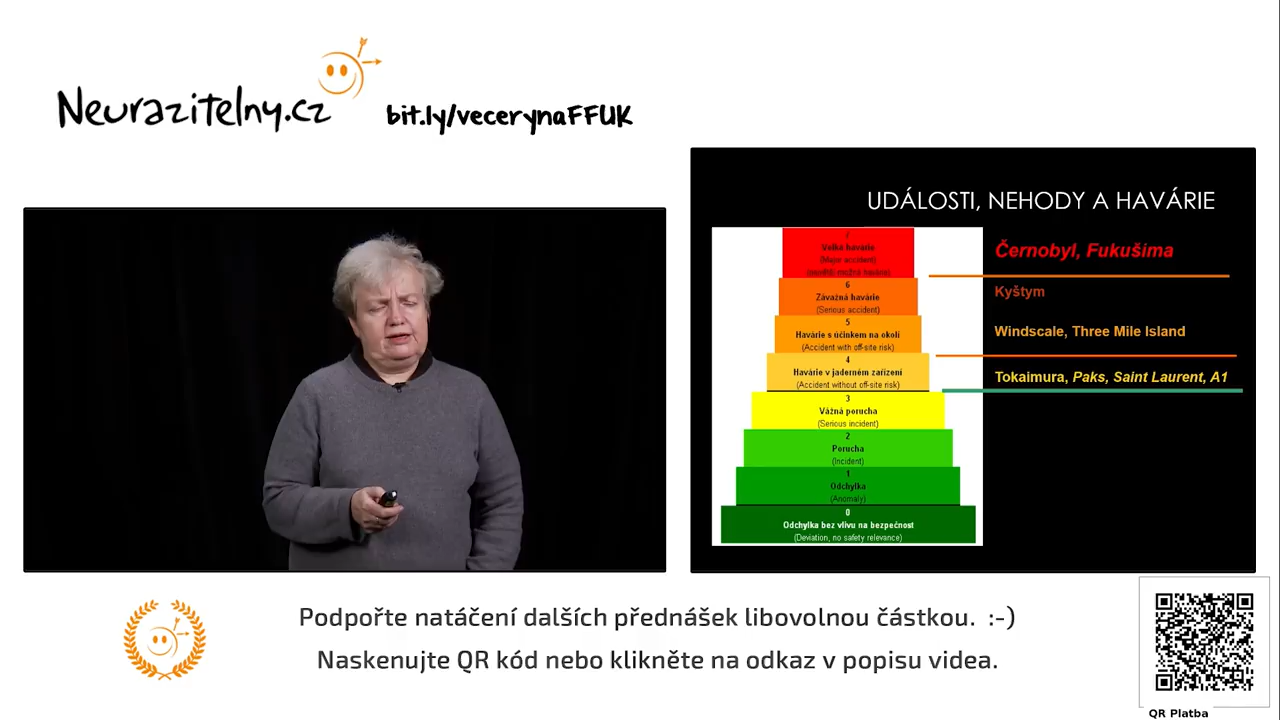 Neurazitelny.cz
bit.ly/vecerynaFFUK
UDÁLOSTI, NEHODY A HAVÁRIE
7
Velká havárie
(Major accident)
6
Závažná havárie
(Serious accident)
5
Havárie s účinkem na okolí
(Accident with off-site risk)
4
Havárie v jaderném zařízení
(Accident without off-site risk)
3
Vážná porucha
(Serious incident)
2
Porucha
(Incident)
1
Odchylka
(Anomaly)
0
Odchylka bez vlivu na bezpečnost
(Deviation, no safety relevance)
Černobyl, Fukušima
Kyštym
Windscale, Three Mile Island
Tokaimura, Paks, Saint Laurent, A1
Podpořte natáčení dalších přednášek libovolnou částkou. :-)
Naskenujte QR kód nebo klikněte na odkaz v popisu videa.
QR Platba